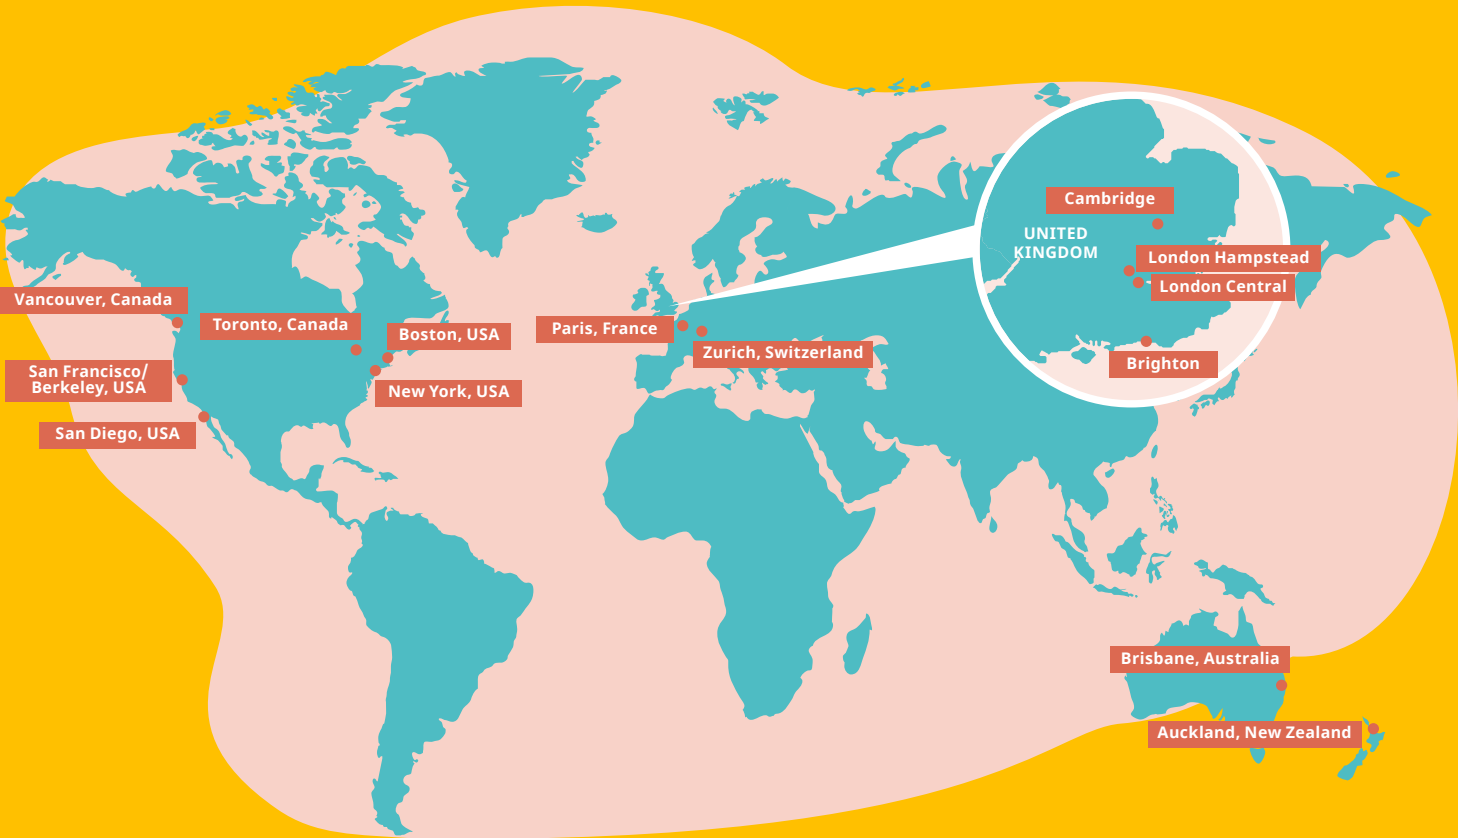 Cambridge
UNITED
KINGDOM
London Hampstead
London Central
Vancouver, Canada
Toronto, Canada
Boston, USA
Paris, France
Zurich, Switzerland
Brighton
San Francisco/
Berkeley, USA
New York, USA
San Diego, USA
Brisbane, Australia
Auckland, New Zealand